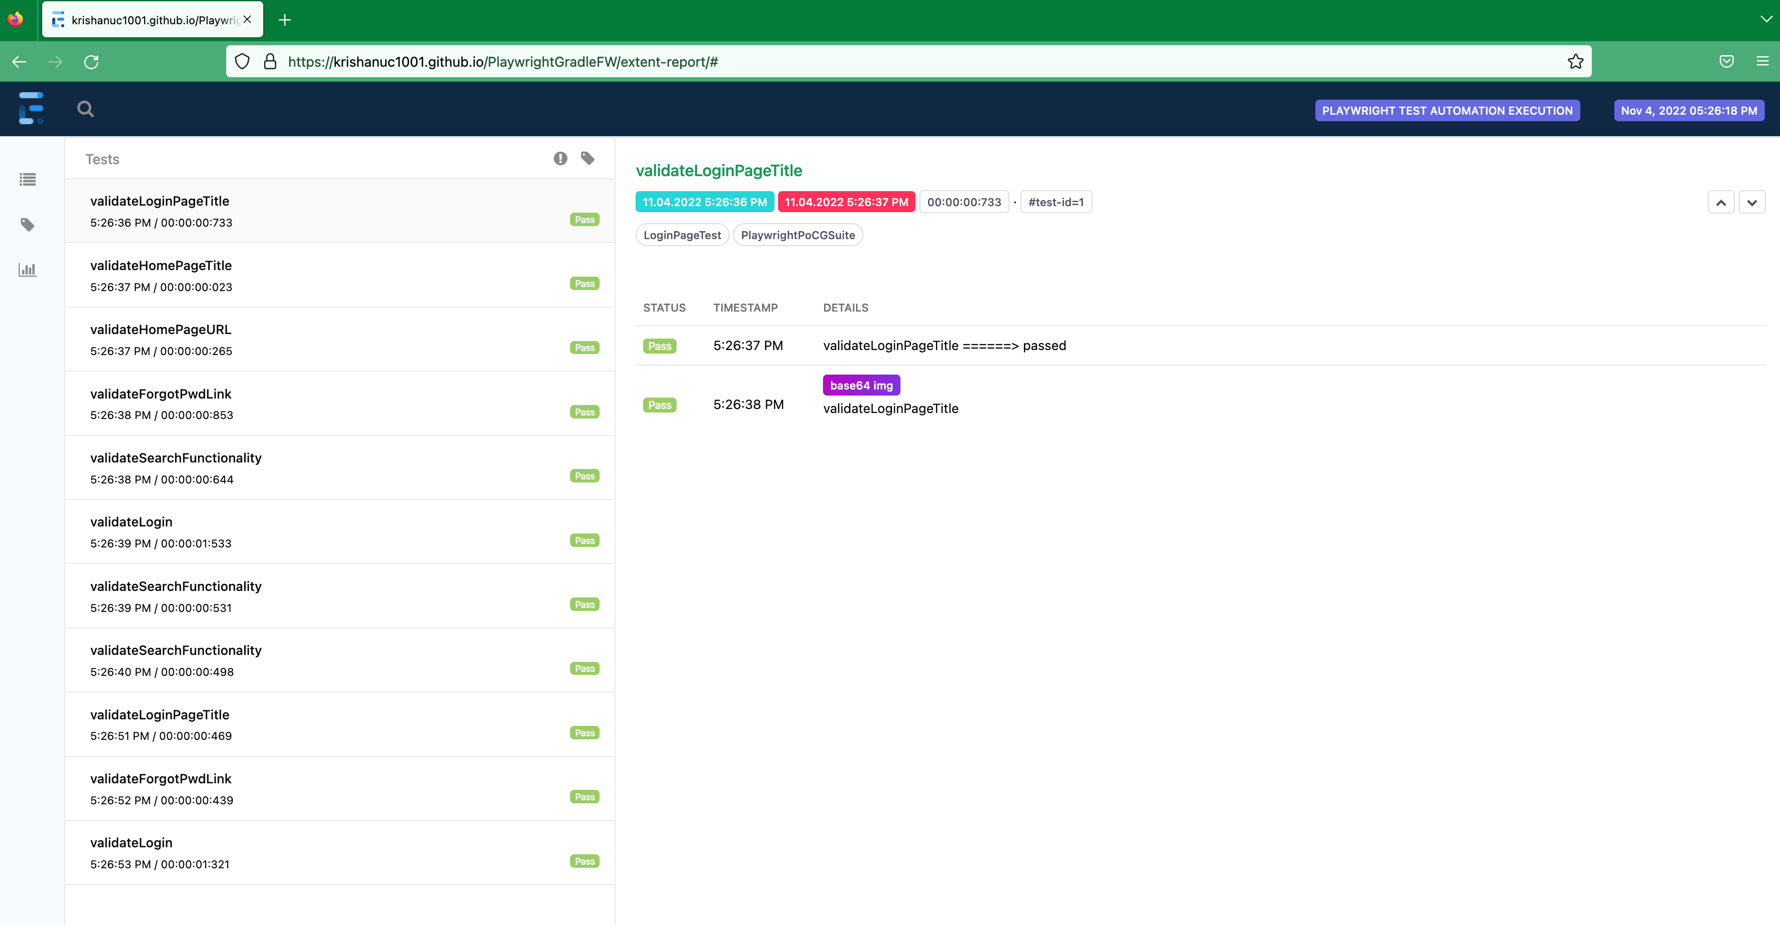 krishanuc1001.github.io/Playwri
https://krishanuc1001.github.io/PlaywrightGradleFW/extent-report/#
PLAYWRIGHT TEST AUTOMATION EXECUTION
Nov 4, 2022 05:26:18 PM
Tests
validateLoginPageTitle
5:26:36 PM / 00:00:00:733
Pass
validateHomePageTitle
5:26:37 PM / 00:00:00:023
Pass
validateHomePageURL
5:26:37 PM / 00:00:00:265
Pass
validateForgotPwdLink
5:26:38 PM / 00:00:00:853
Pass
validateSearchFunctionality
5:26:38 PM / 00:00:00:644
Pass
validateLogin
5:26:39 PM / 00:00:01:533
Pass
validateSearchFunctionality
5:26:39 PM / 00:00:00:531
Pass
validateSearchFunctionality
5:26:40 PM / 00:00:00:498
Pass
validateLoginPageTitle
5:26:51 PM / 00:00:00:469
Pass
validateForgotPwdLink
5:26:52 PM / 00:00:00:439
Pass
validateLogin
5:26:53 PM / 00:00:01:321
Pass
validateLoginPageTitle
11.04.2022 5:26:36 PM 11.04.2022 5:26:37 PM 00:00:00:733 · #test-id=1
LoginPageTest PlaywrightPoCGSuite
STATUS TIMESTAMP DETAILS
Pass 5:26:37 PM validateLoginPageTitle ======> passed
base64 img
Pass 5:26:38 PM validateLoginPageTitle